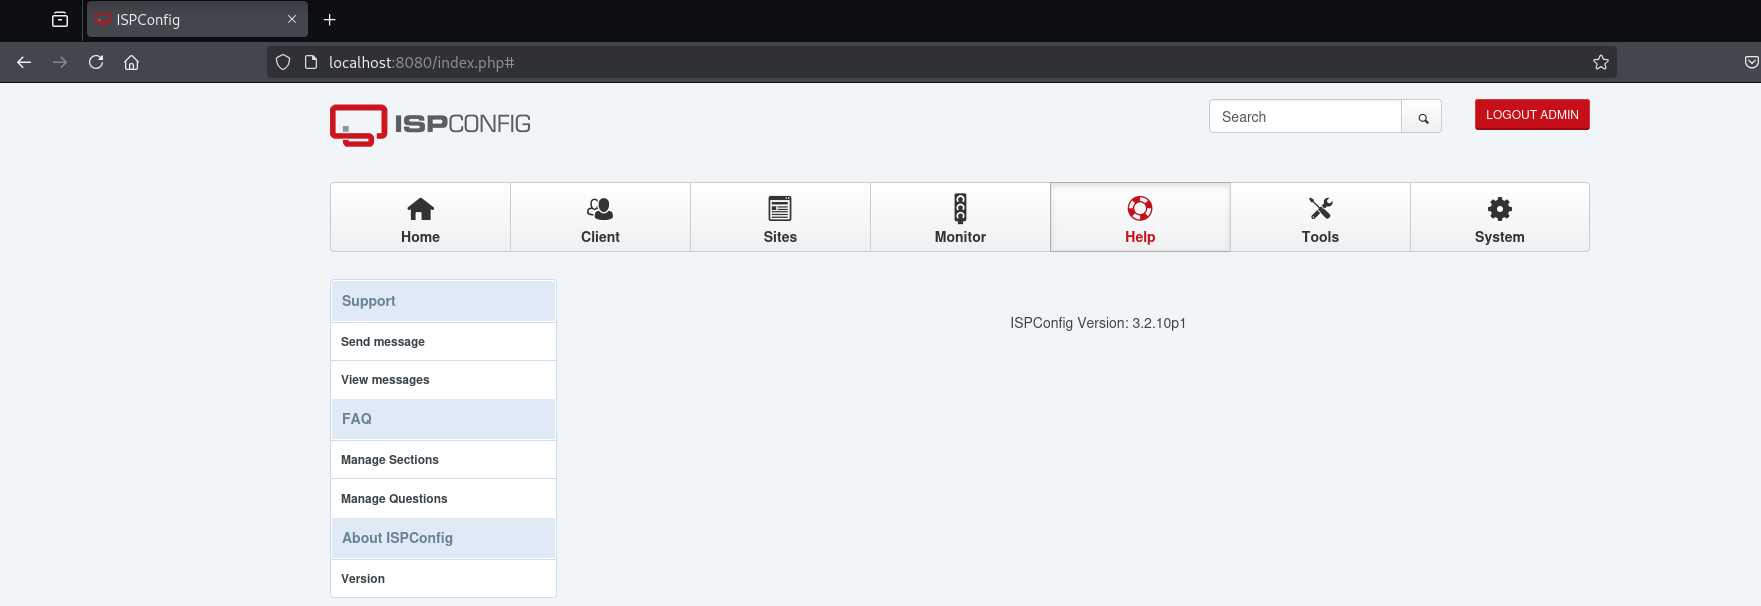 ISPConfig
localhost:8080/index.php#
ISPCONFIG
Search
LOGOUT ADMIN
Home
Client
Sites
Monitor
Help
Tools
System
Support
Send message
View messages
FAQ
Manage Sections
Manage Questions
About ISPConfig
Version
ISPConfig Version: 3.2.10p1